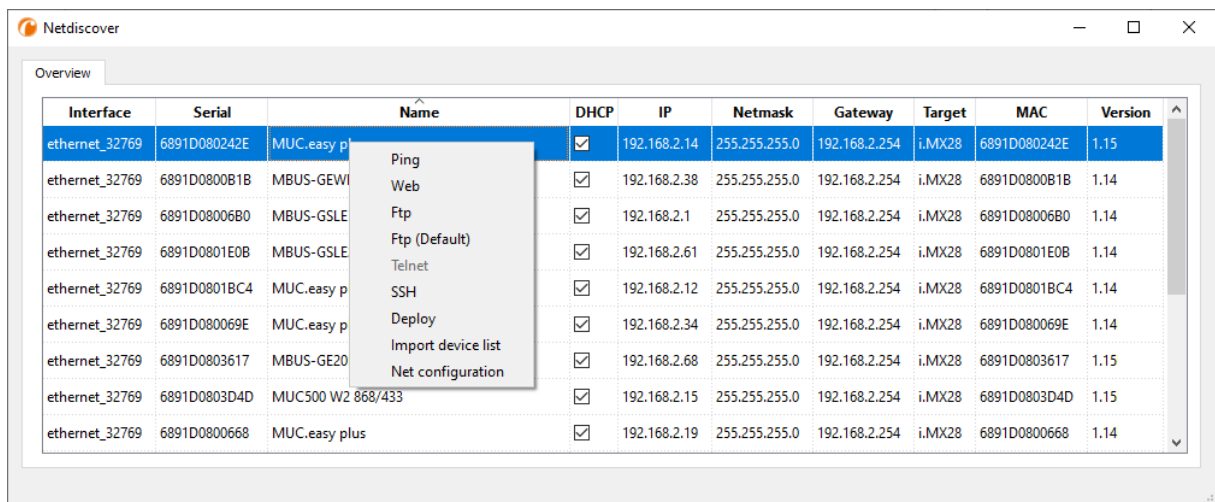 Netdiscover
Overview
Interface Serial Name DHCP IP Netmask Gateway Target MAC Version
ethernet_32769 6891D080242E MUC.easy p 192.168.2.14 255.255.255.0 192.168.2.254 i.MX28 6891D080242E 1.15
ethernet_32769 6891D0800B1B MBUS-GEW 192.168.2.38 255.255.255.0 192.168.2.254 i.MX28 6891D0800B1B 1.14
ethernet_32769 6891D08006B0 MBUS-GSLE 192.168.2.1 255.255.255.0 192.168.2.254 i.MX28 6891D08006B0 1.14
ethernet_32769 6891D0801E0B MBUS-GSLE 192.168.2.61 255.255.255.0 192.168.2.254 i.MX28 6891D0801E0B 1.14
ethernet_32769 6891D0801BC4 MUC.easy p 192.168.2.12 255.255.255.0 192.168.2.254 i.MX28 6891D0801BC4 1.14
ethernet_32769 6891D080069E MUC.easy p 192.168.2.34 255.255.255.0 192.168.2.254 i.MX28 6891D080069E 1.14
ethernet_32769 6891D0803617 MBUS-GE20 192.168.2.68 255.255.255.0 192.168.2.254 i.MX28 6891D0803617 1.15
ethernet_32769 6891D0803D4D MUC500 W2 868/433 192.168.2.15 255.255.255.0 192.168.2.254 i.MX28 6891D0803D4D 1.15
ethernet_32769 6891D0800668 MUC.easy plus 192.168.2.19 255.255.255.0 192.168.2.254 i.MX28 6891D0800668 1.14
Ping
Web
Ftp
Ftp (Default)
Telnet
SSH
Deploy
Import device list
Net configuration